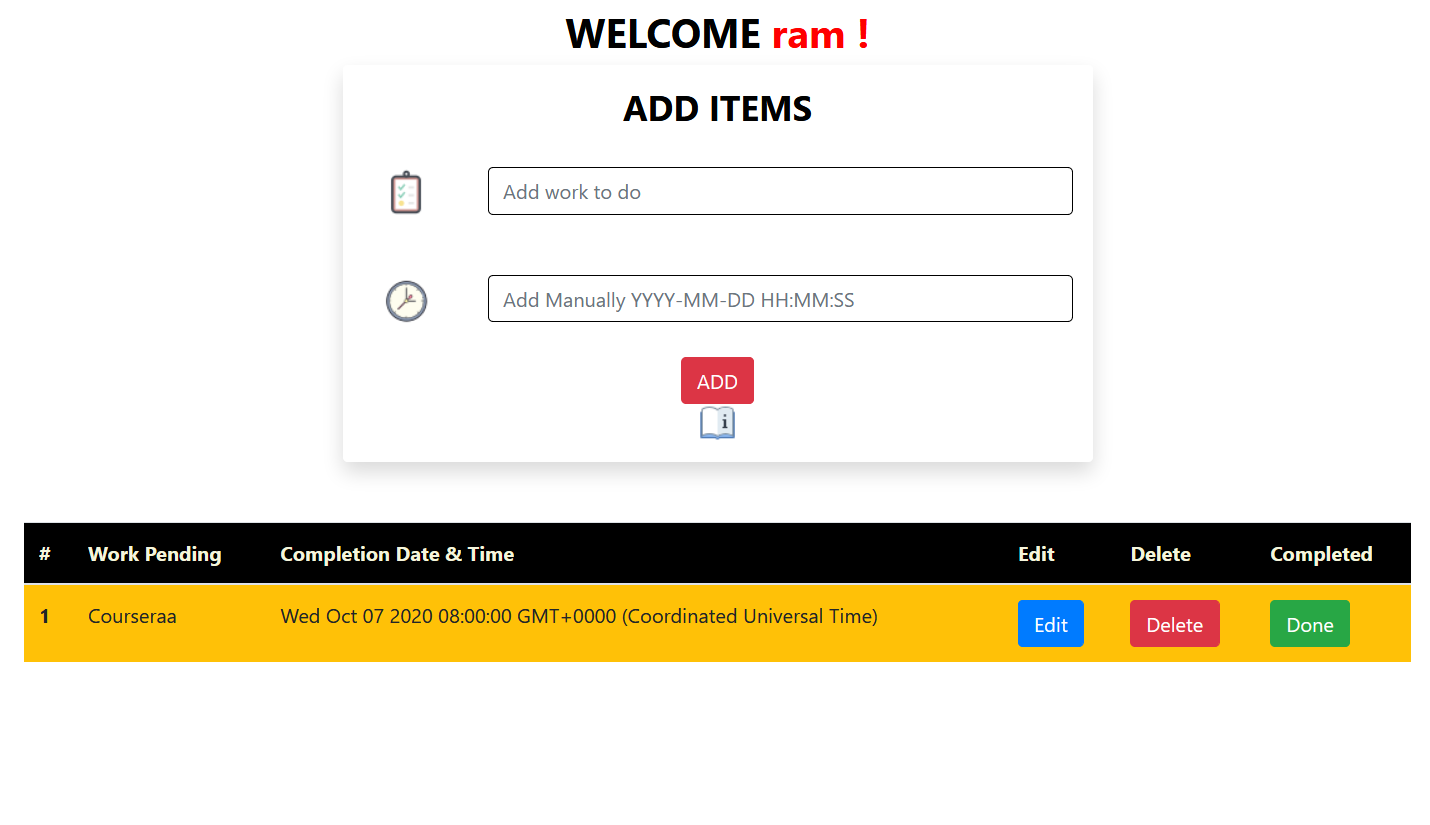 WELCOME ram !
ADD ITEMS
Add work to do
Add Manually YYYY-MM-DD HH:MM:SS
ADD
i
# Work Pending Completion Date & Time Edit Delete Completed
1 Courseraa Wed Oct 07 2020 08:00:00 GMT+0000 (Coordinated Universal Time) Edit Delete Done